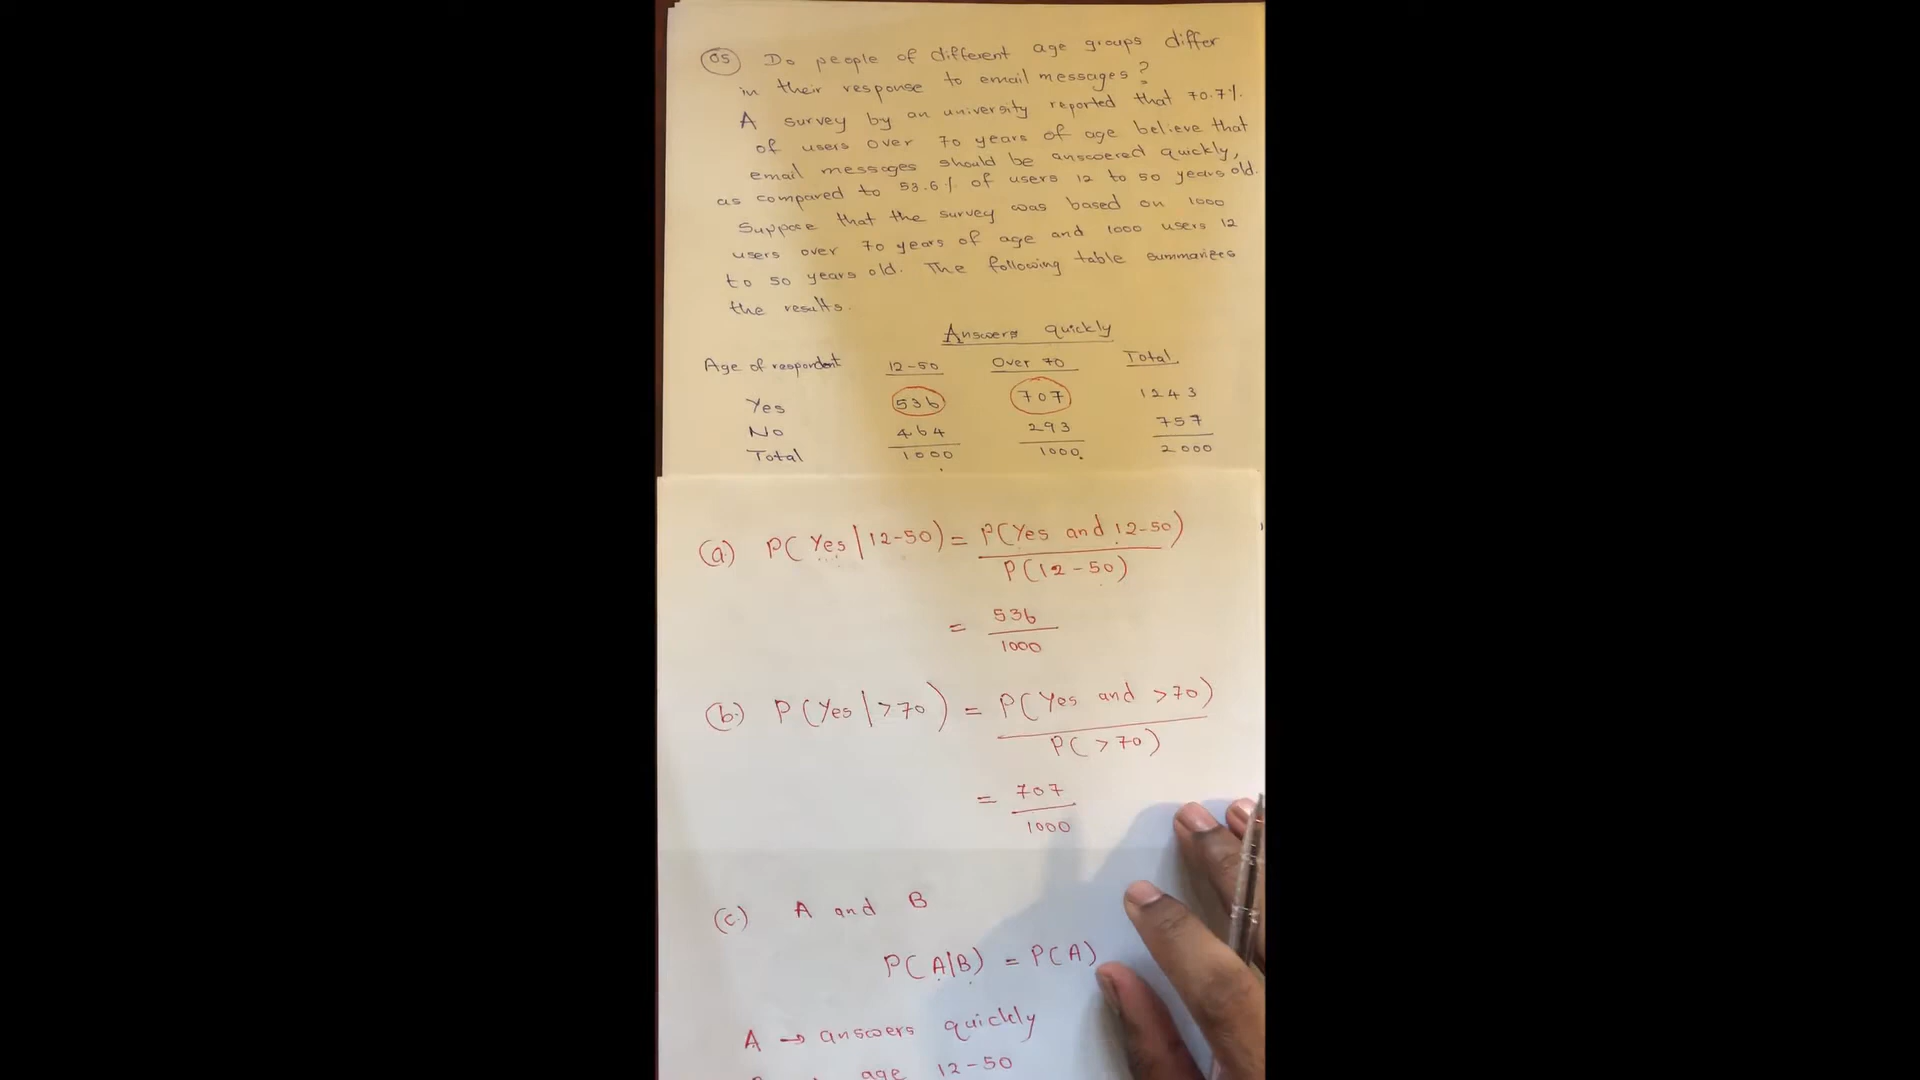 05 Do people of different age groups differ
in their response to email messages?
A survey by an university reported that 70.7%
of users over 70 years of age believe that
email messages should be answered quickly,
as compared to 53.6% of users 12 to 50 years old.
Suppose that the survey was based on 1000
users over 70 years of age and 1000 users 12
to 50 years old. The following table summarizes
the results.
Answers quickly
Age of respondent 12-50 Over 70 Total
Yes 536 707 1243
No 464 293 757
Total 1000 1000 2000
(a) P(Yes|12-50) = P(Yes and 12-50)
P(12-50)
= 536
1000
(b) P(Yes|>70) = P(Yes and >70)
P(>70)
= 707
1000
(c) A and B
P(A|B) = P(A)
A → answers quickly
age 12-50